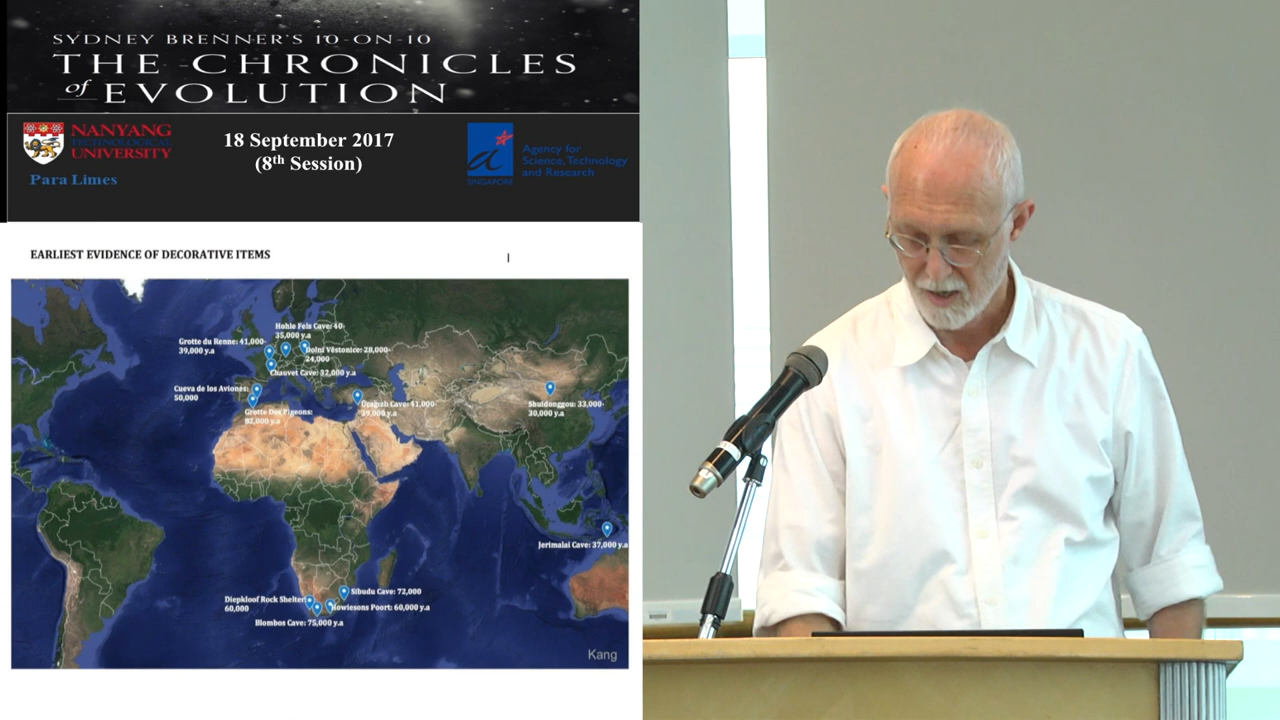 SYDNEY BRENNER'S 10-ON-10
THE CHRONICLES
of EVOLUTION
NANYANG
TECHNOLOGICAL
UNIVERSITY
Para Limes
18 September 2017
(8th Session)
SINGAPORE
Agency for
Science, Technology
and Research
EARLIEST EVIDENCE OF DECORATIVE ITEMS
Hohle Fels Cave: 40-
35,000 y.a
Grotte du Renne: 41,000-
39,000 y.a
Dolní Věstonice: 28,000-
24,000
Chauvet Cave: 32,000 y.a
Cueva de los Aviones:
50,000
Grotte Des Pigeons:
82,000 y.a
Üçağızlı Cave: 41,000-
39,000 y.a
Shuidonggou: 33,000-
30,000 y.a
Jerimalai Cave: 37,000 y.a
Sibudu Cave: 72,000
Diepkloof Rock Shelter:
60,000
Howiesons Poort: 60,000 y.a
Blombos Cave: 75,000 y.a
Kang